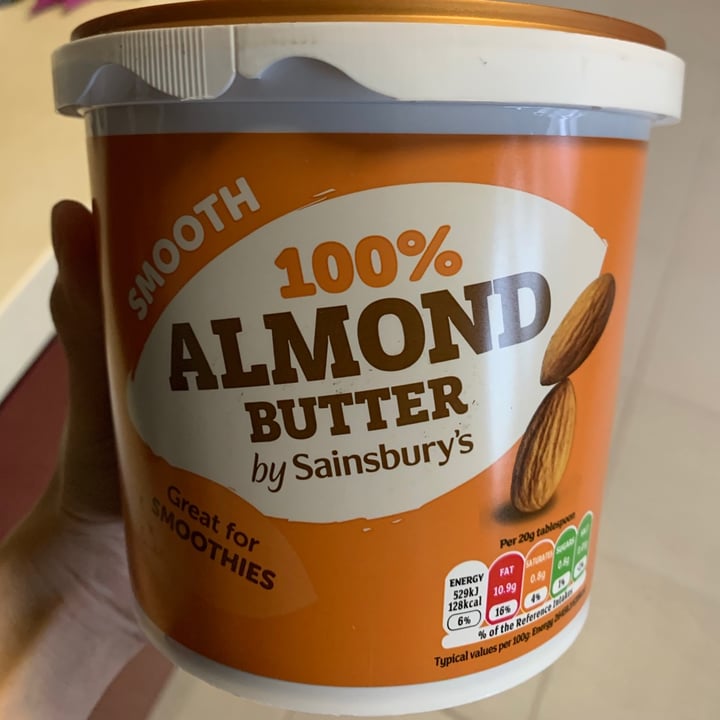 SMOOTH
100%
ALMOND
BUTTER
by Sainsbury's
Great for
SMOOTHIES
Per 20g tablespoon
ENERGY
529kJ
128kcal
6%
FAT
10.9g
16%
SATURATES
0.8g
4%
SUGARS
0.8g
1%
% of the Reference Intakes
Typical values per 100g: Energy